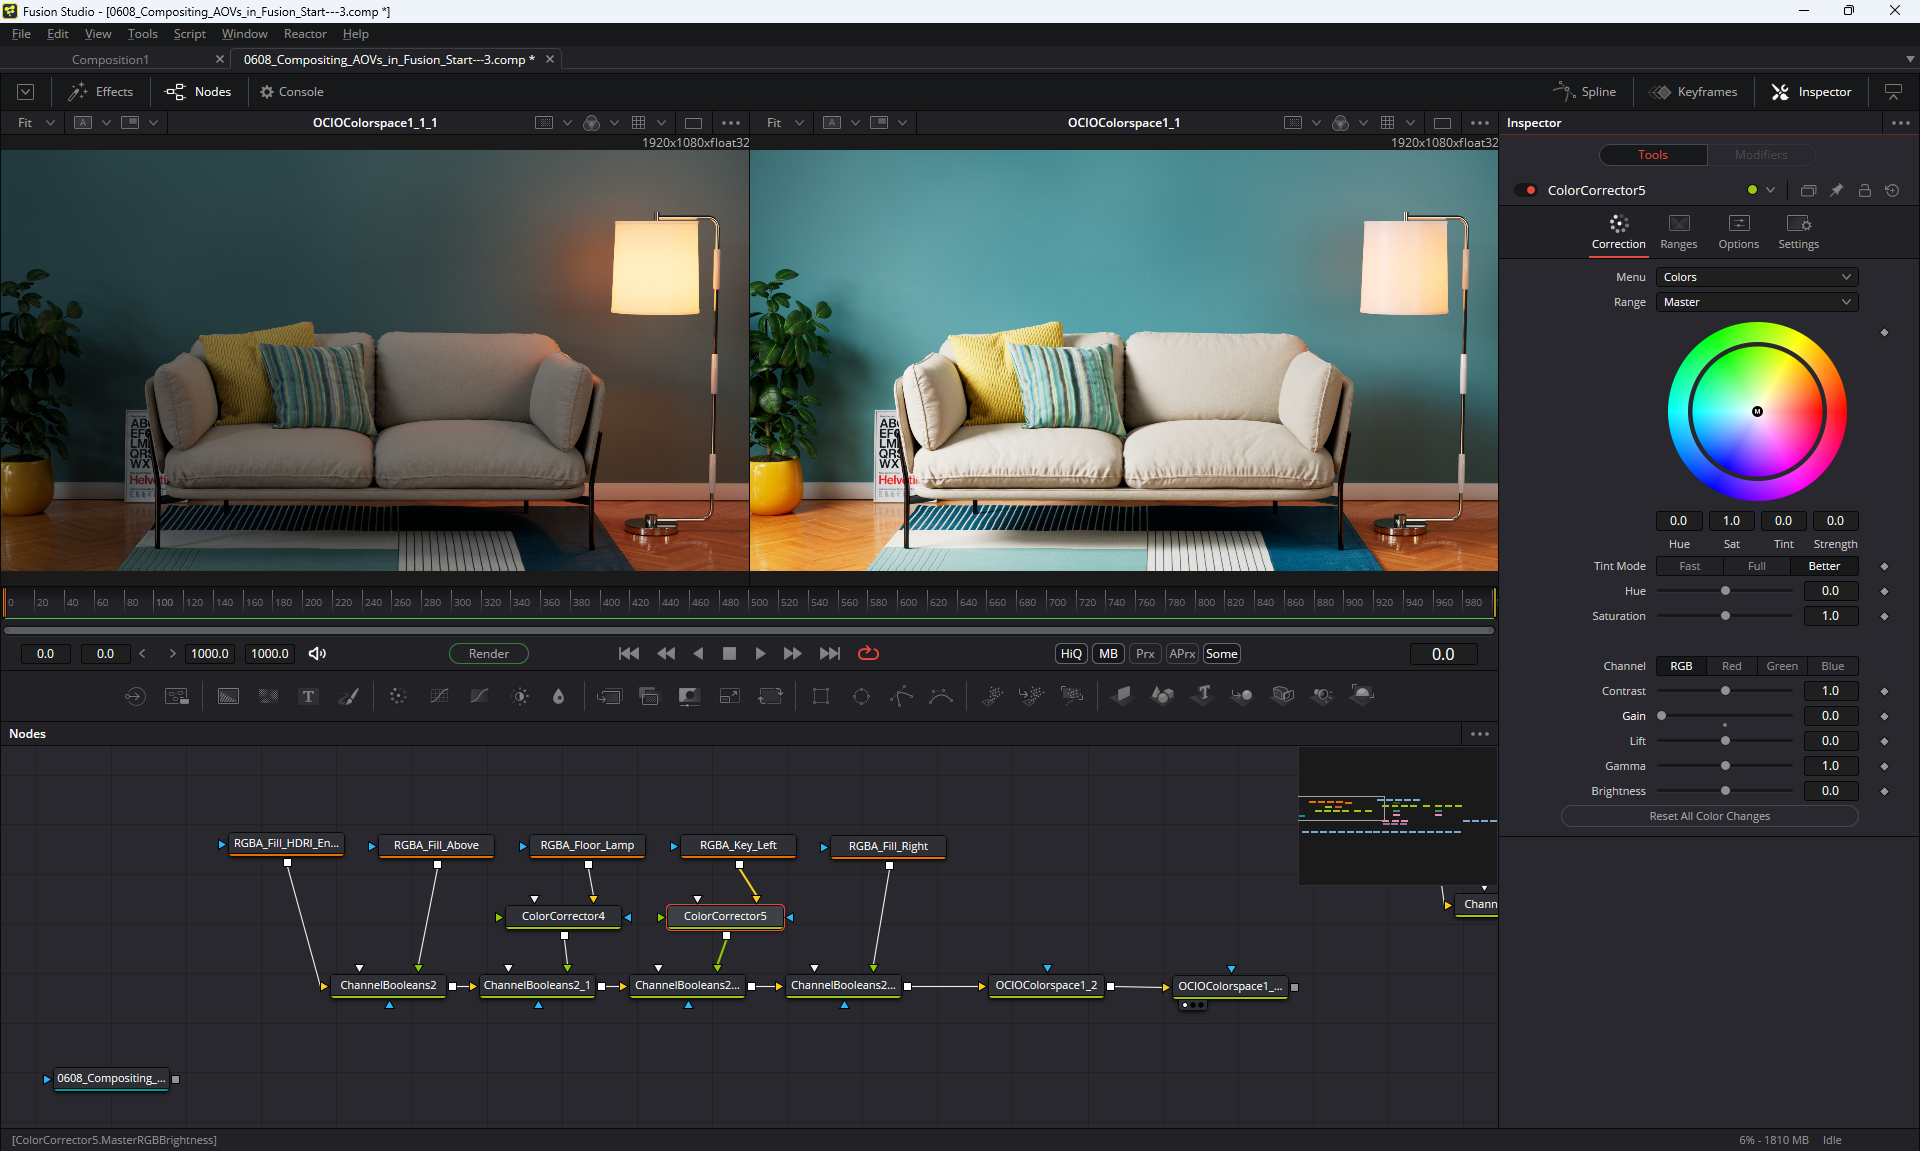 Fusion Studio - [0608_Compositing_AOVs_in_Fusion_Start---3.comp *]
File Edit View Tools Script Window Reactor Help
Composition1
0608_Compositing_AOVs_in_Fusion_Start---3.comp *
Effects
Nodes
Console
Spline
Keyframes
Inspector
Fit
A
OCIOColorspace1_1_1
Fit
A
OCIOColorspace1_1
Inspector
1920x1080xfloat32
1920x1080xfloat32
Tools
Modifiers
ColorCorrector5
Correction
Ranges
Options
Settings
Menu
Colors
Range
Master
M
0.0
1.0
0.0
0.0
Hue
Sat
Tint
Strength
Tint Mode
Fast
Full
Better
Hue
0.0
Saturation
1.0
Channel
RGB
Red
Green
Blue
Contrast
1.0
Gain
0.0
Lift
0.0
Gamma
1.0
Brightness
0.0
Reset All Color Changes
0 20 40 60 80 100 120 140 160 180 200 220 240 260 280 300 320 340 360 380 400 420 440 460 480 500 520 540 560 580 600 620 640 660 680 700 720 740 760 780 800 820 840 860 880 900 920 940 960 980
0.0
0.0
1000.0
1000.0
Render
HiQ
MB
Prx
APrx
Some
0.0
T
Nodes
RGBA_Fill_HDRI_En...
RGBA_Fill_Above
RGBA_Floor_Lamp
RGBA_Key_Left
RGBA_Fill_Right
Chann
ColorCorrector4
ColorCorrector5
ChannelBooleans2
ChannelBooleans2_1
ChannelBooleans2...
ChannelBooleans2...
OCIOColorspace1_2
OCIOColorspace1_...
0608_Compositing_...
[ColorCorrector5.MasterRGBBrightness]
6% - 1810 MB
Idle